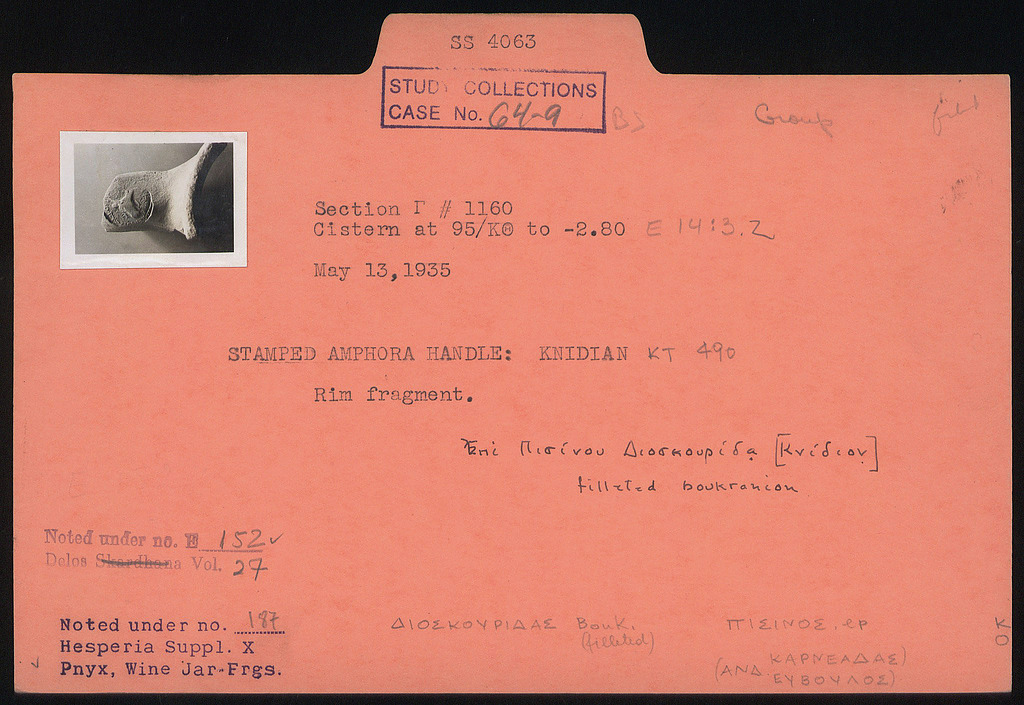 SS 4063
STUDY COLLECTIONS
CASE No. 64-9
BS
Group
Section Γ # 1160
Cistern at 95/KΘ to -2.80 E 14:3.2
May 13,1935
STAMPED AMPHORA HANDLE: KNIDIAN KT 490
Rim fragment.
Ἐπὶ Πισίνου Διοσκουρίδα [Κνίδιον]
filleted boukranion
Noted under no. E 152 ✓
Delos Skardhana Vol. 27
Noted under no. 187
Hesperia Suppl. X
Pnyx, Wine Jar-Frgs.
ΔΙΟΣΚΟΥΡΙΔΑΣ Bouk.
(filleted)
ΠΙΣΙΝΟΣ, ep
(ΑΝΔ ΚΑΡΝΕΑΔΑΣ)
ΕΥΒΟΥΛΟΣ)
K
O